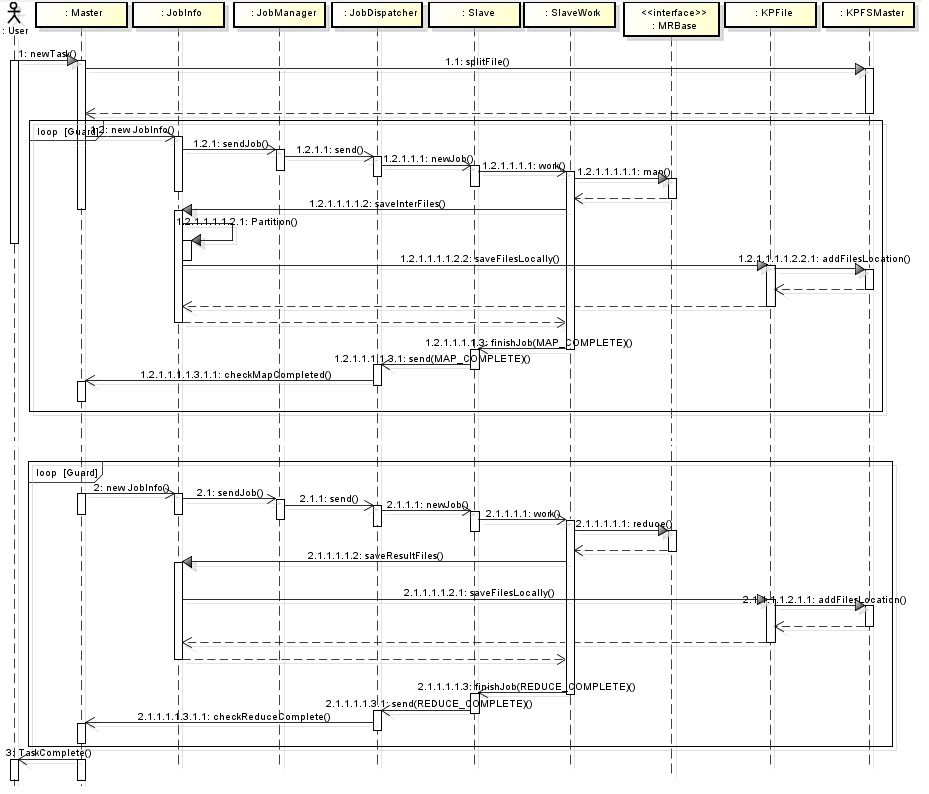 : User
: Master
: JobInfo
: JobManager
: JobDispatcher
: Slave
: SlaveWork
<<interface>>
: MRBase
: KPFile
: KPFSMaster
1: newTask()
1.1: splitFile()
loop [Guard]
1.2: new JobInfo()
1.2.1: sendJob()
1.2.1.1: send()
1.2.1.1.1: newJob()
1.2.1.1.1.1: work()
1.2.1.1.1.1.1: map()
1.2.1.1.1.1.2: saveInterFiles()
1.2.1.1.1.1.2.1: Partition()
1.2.1.1.1.1.2.2: saveFilesLocally()
1.2.1.1.1.1.2.2.1: addFilesLocation()
1.2.1.1.1.1.3: finishJob(MAP_COMPLETE)()
1.2.1.1.1.1.3.1: send(MAP_COMPLETE)()
1.2.1.1.1.1.3.1.1: checkMapCompleted()
loop [Guard]
2: new JobInfo()
2.1: sendJob()
2.1.1: send()
2.1.1.1: newJob()
2.1.1.1.1: work()
2.1.1.1.1.1: reduce()
2.1.1.1.1.2: saveResultFiles()
2.1.1.1.1.2.1: saveFilesLocally()
2.1.1.1.1.2.1.1: addFilesLocation()
2.1.1.1.1.3: finishJob(REDUCE_COMPLETE)()
2.1.1.1.1.3.1: send(REDUCE_COMPLETE)()
2.1.1.1.1.3.1.1: checkReduceComplete()
3: TaskComplete()